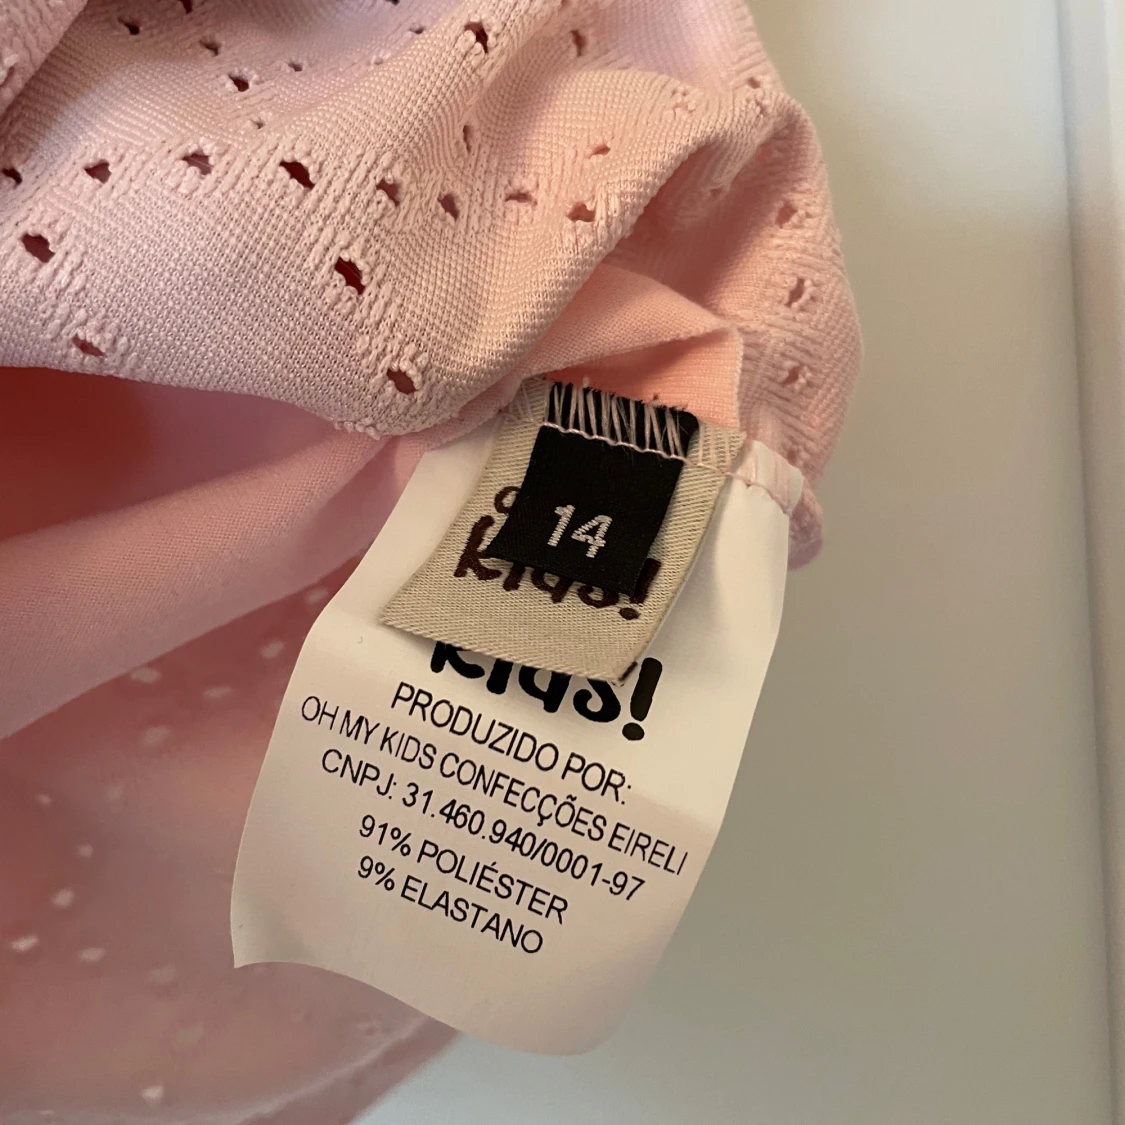 14
kids!
kids!
PRODUZIDO POR:
OH MY KIDS CONFECÇÕES EIRELI
CNPJ: 31.460.940/0001-97
91% POLIÉSTER
9% ELASTANO